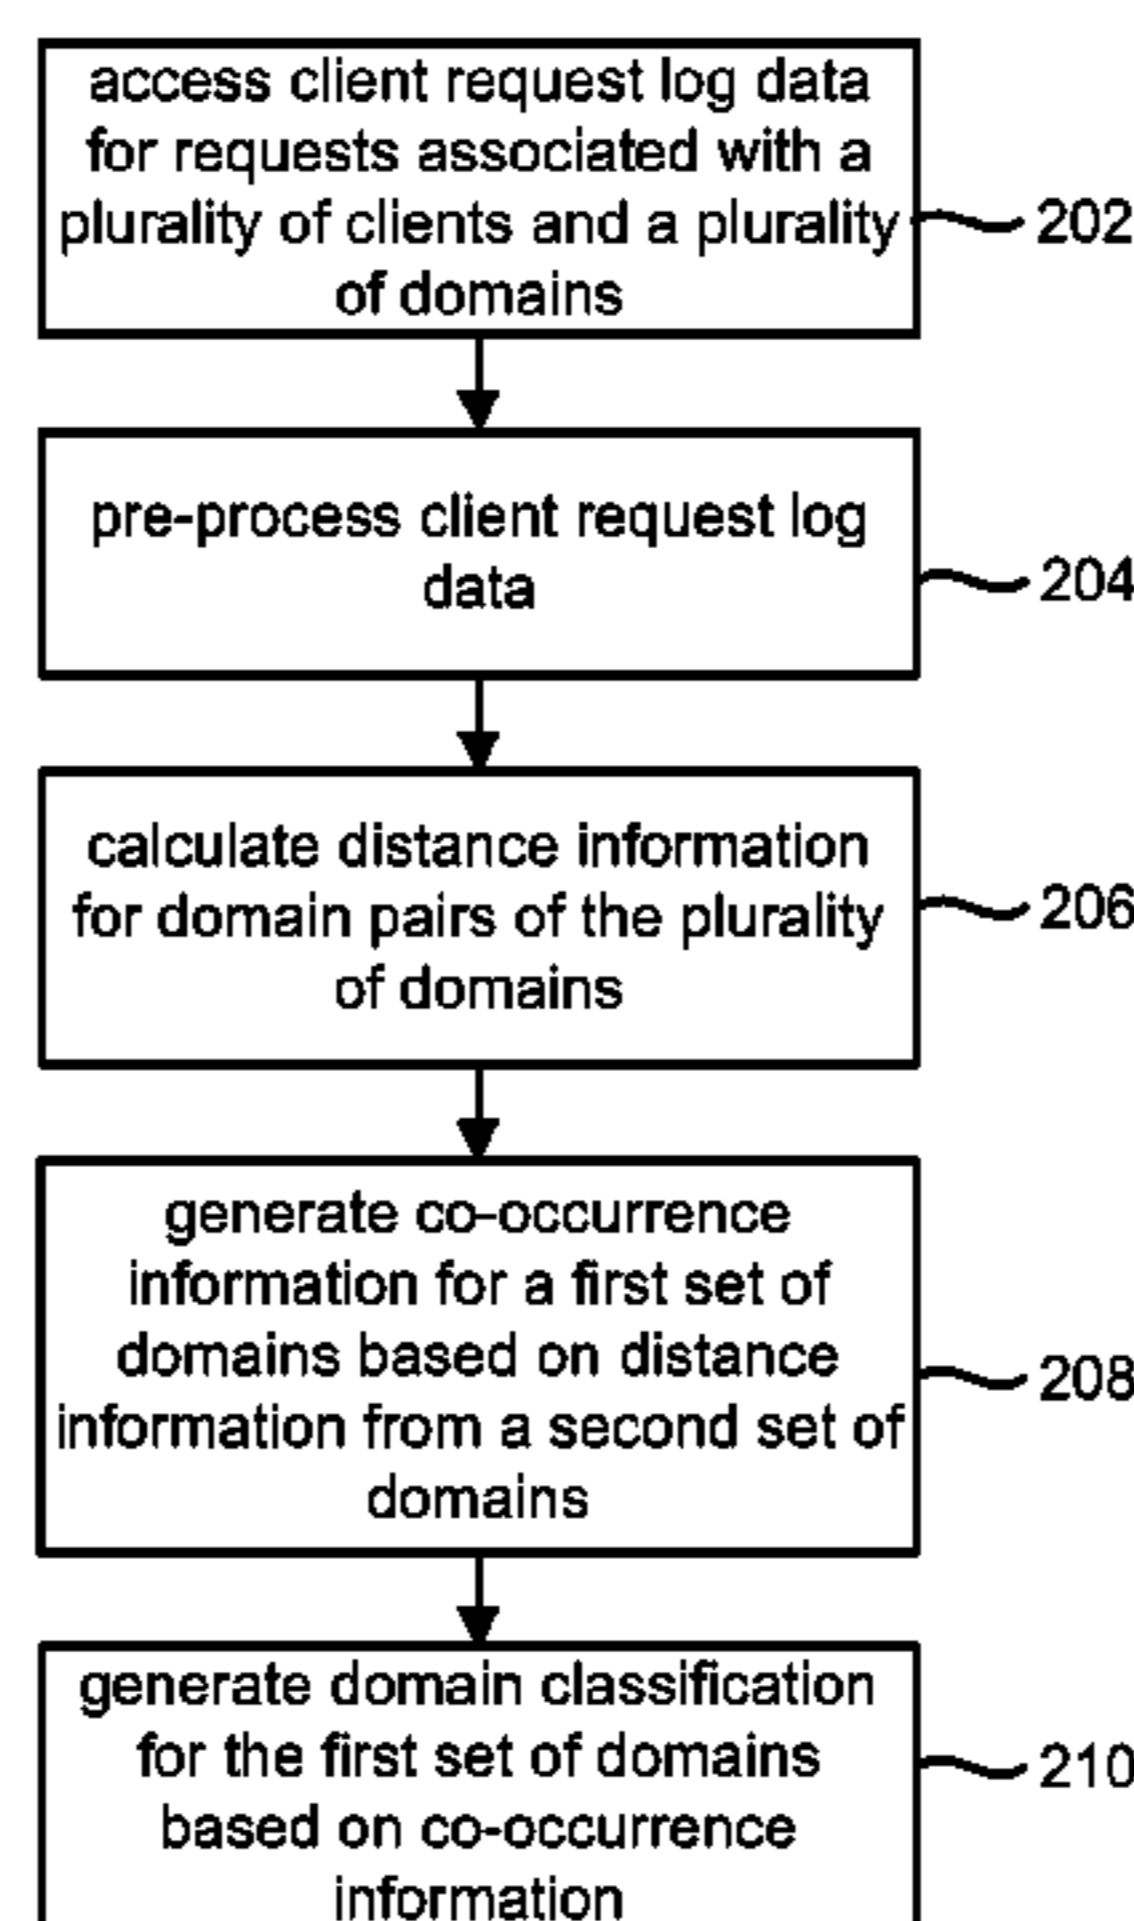 access client request log data
for requests associated with a
plurality of clients and a plurality
of domains
202
pre-process client request log
data
204
calculate distance information
for domain pairs of the plurality
of domains
206
generate co-occurrence
information for a first set of
domains based on distance
information from a second set of
domains
208
generate domain classification
for the first set of domains
based on co-occurrence
information
210